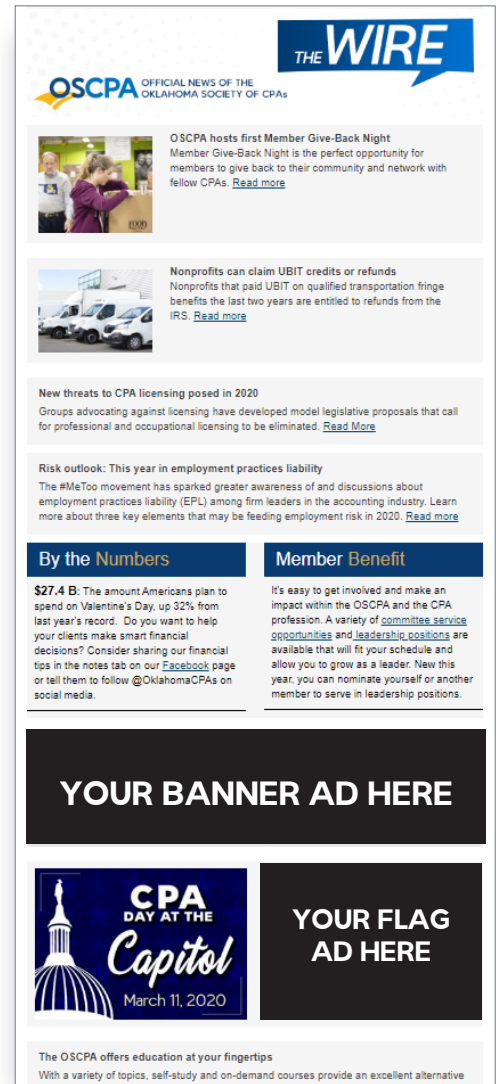 THE WIRE
OSCPA OFFICIAL NEWS OF THE
OKLAHOMA SOCIETY OF CPAs
OSCPA hosts first Member Give-Back Night
Member Give-Back Night is the perfect opportunity for
members to give back to their community and network with
fellow CPAs. Read more
FOOD
Nonprofits can claim UBIT credits or refunds
Nonprofits that paid UBIT on qualified transportation fringe
benefits the last two years are entitled to refunds from the
IRS. Read more
New threats to CPA licensing posed in 2020
Groups advocating against licensing have developed model legislative proposals that call
for professional and occupational licensing to be eliminated. Read More
Risk outlook: This year in employment practices liability
The #MeToo movement has sparked greater awareness of and discussions about
employment practices liability (EPL) among firm leaders in the accounting industry. Learn
more about three key elements that may be feeding employment risk in 2020. Read more
By the Numbers
$27.4 B: The amount Americans plan to
spend on Valentine's Day, up 32% from
last year's record. Do you want to help
your clients make smart financial
decisions? Consider sharing our financial
tips in the notes tab on our Facebook page
or tell them to follow @OklahomaCPAs on
social media.
Member Benefit
It's easy to get involved and make an
impact within the OSCPA and the CPA
profession. A variety of committee service
opportunities and leadership positions are
available that will fit your schedule and
allow you to grow as a leader. New this
year, you can nominate yourself or another
member to serve in leadership positions.
YOUR BANNER AD HERE
CPA
DAY AT THE
Capitol
March 11, 2020
YOUR FLAG
AD HERE
The OSCPA offers education at your fingertips
With a variety of topics, self-study and on-demand courses provide an excellent alternative